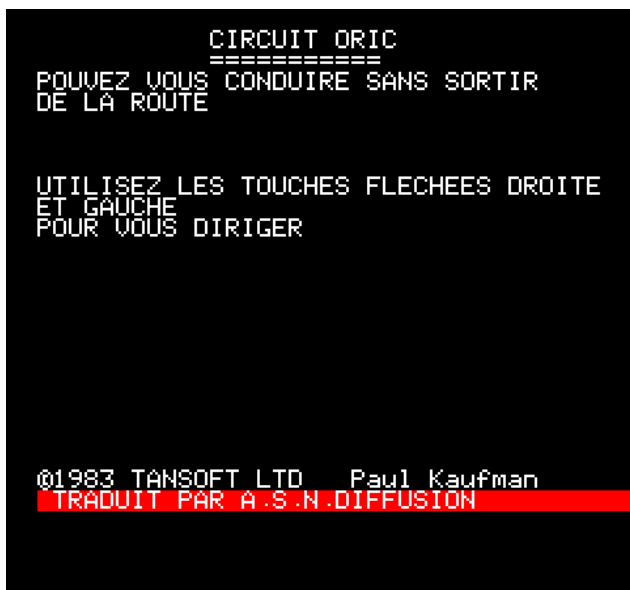 CIRCUIT ORIC
===========
POUVEZ VOUS CONDUIRE SANS SORTIR
DE LA ROUTE
UTILISEZ LES TOUCHES FLECHEES DROITE
ET GAUCHE
POUR VOUS DIRIGER
©1983 TANSOFT LTD   Paul Kaufman
TRADUIT PAR A.S.N.DIFFUSION